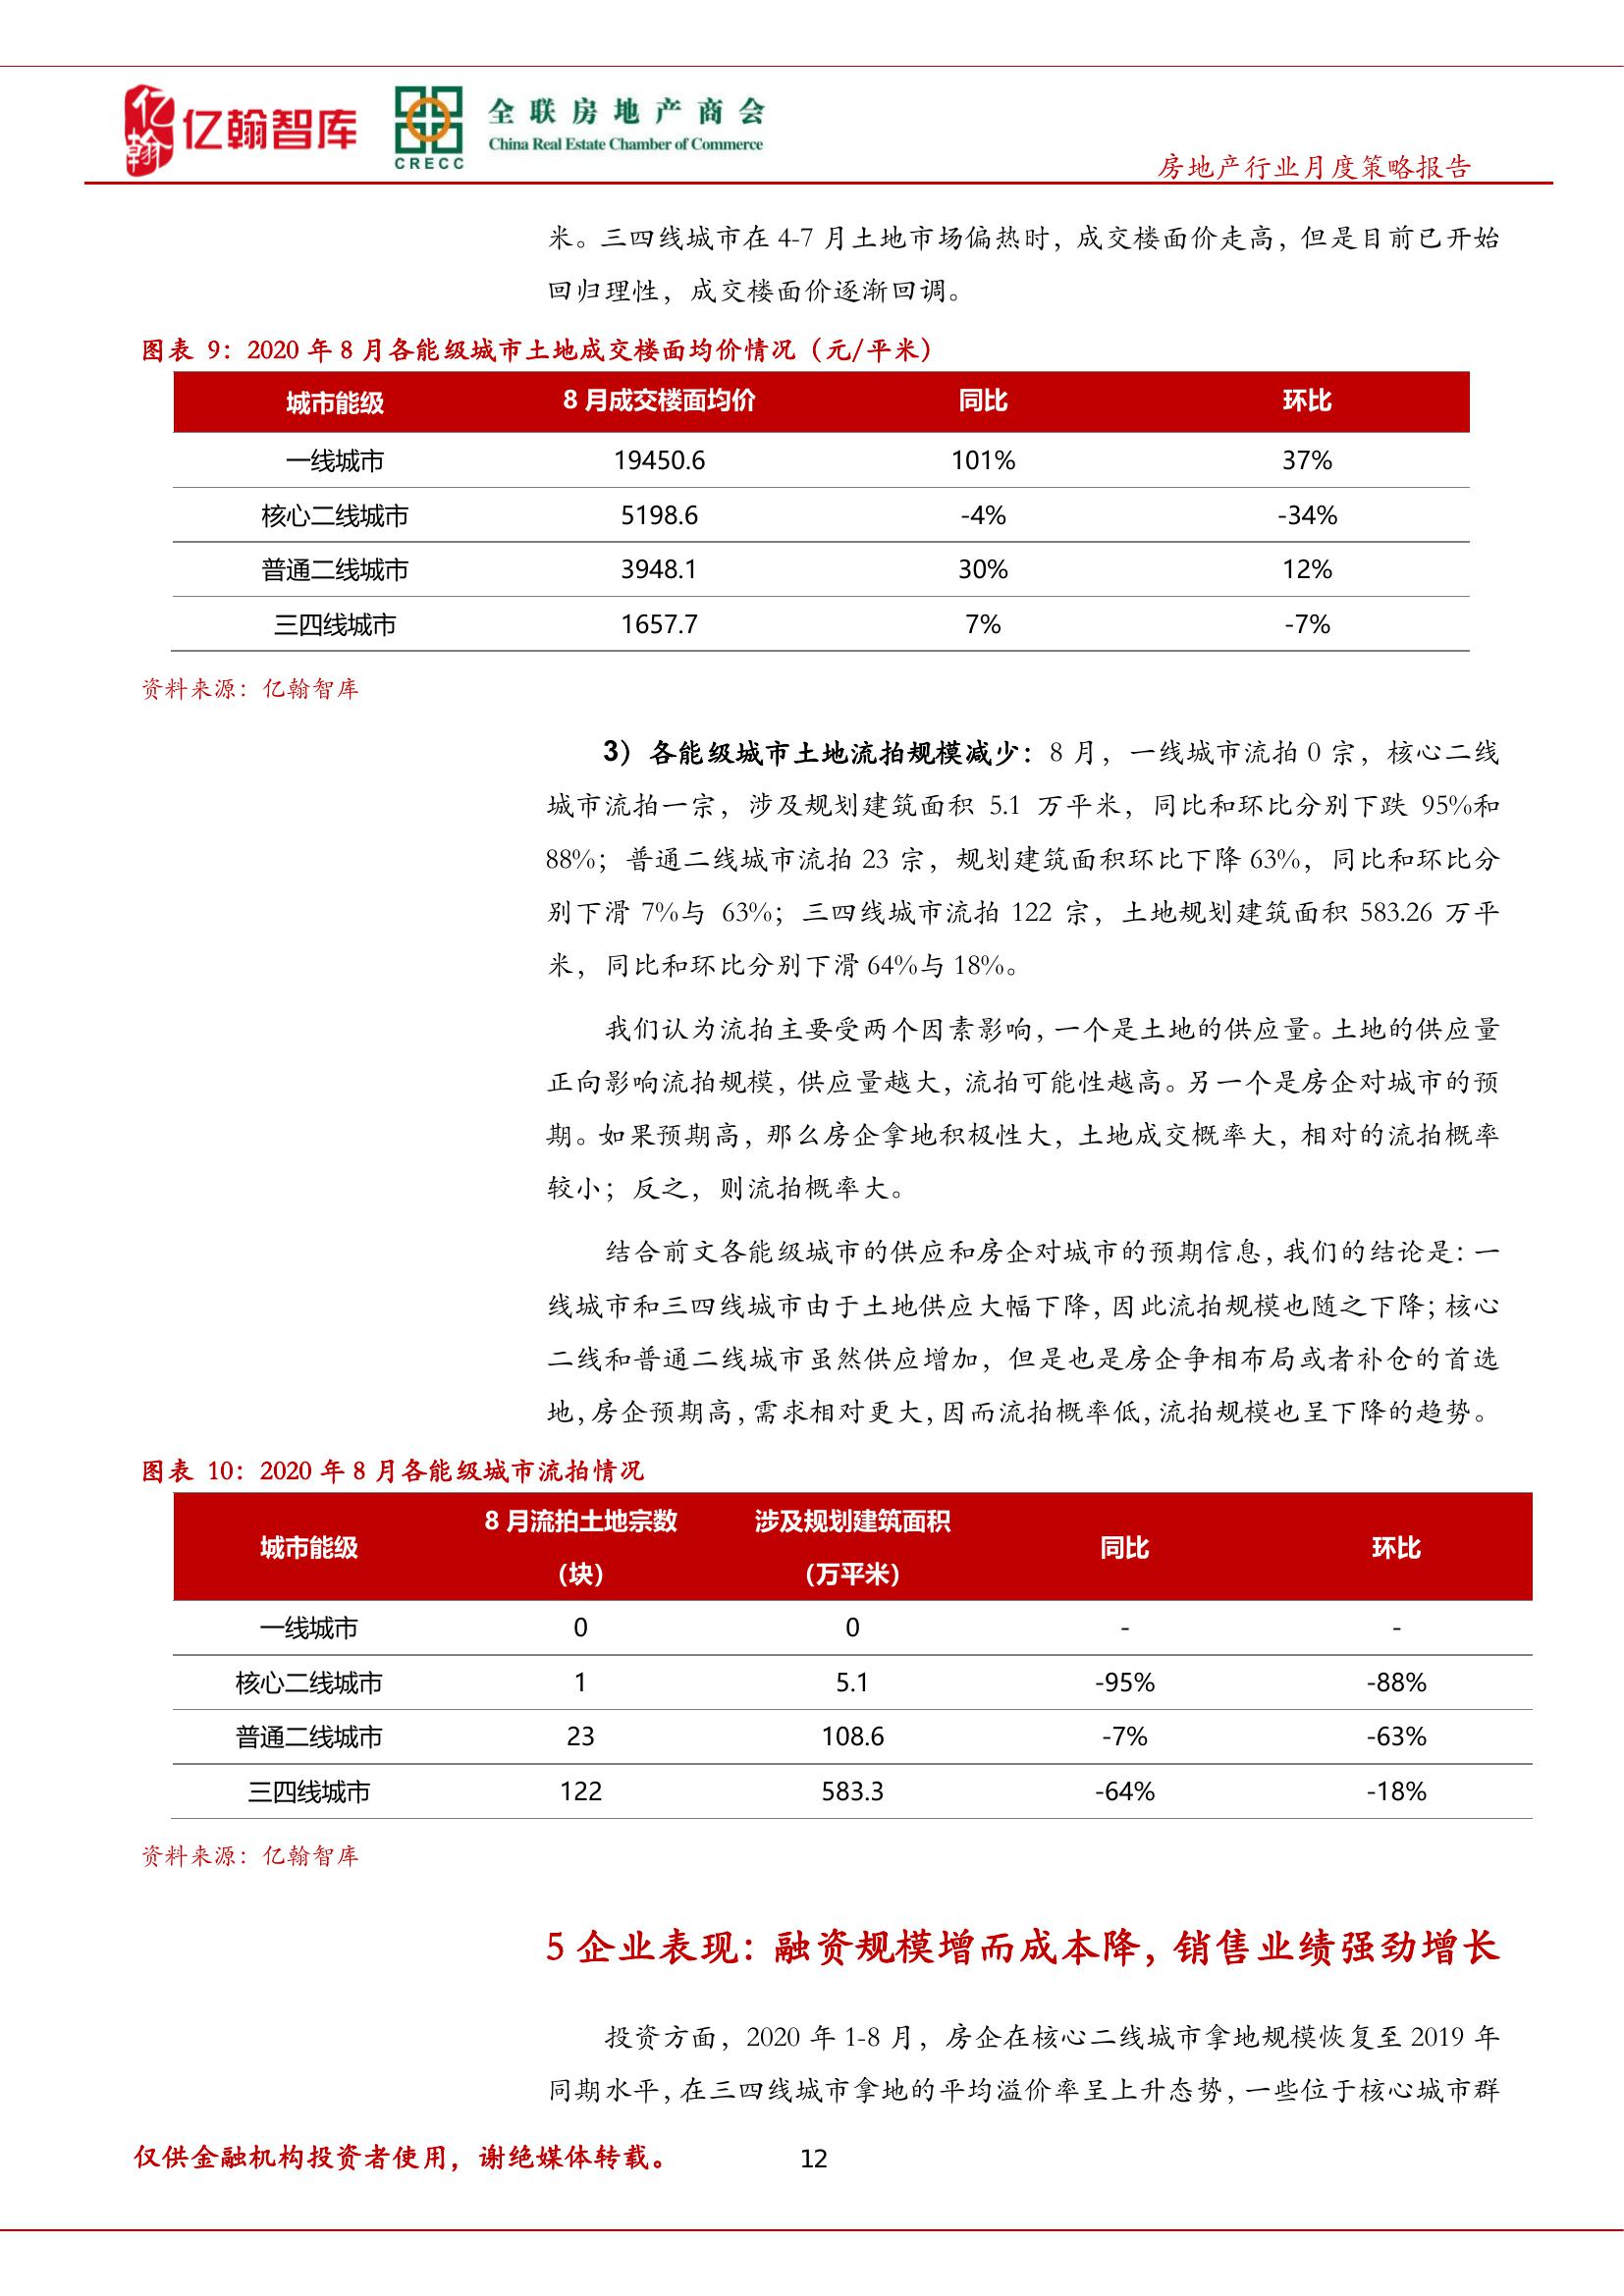 亿翰 亿翰智库
CRECC
全联房地产商会
China Real Estate Chamber of Commerce
房地产行业月度策略报告
米。三四线城市在 4-7 月土地市场偏热时，成交楼面价走高，但是目前已开始
回归理性，成交楼面价逐渐回调。
图表 9：2020 年 8 月各能级城市土地成交楼面均价情况（元/平米）
城市能级 8 月成交楼面均价 同比 环比
一线城市 19450.6 101% 37%
核心二线城市 5198.6 -4% -34%
普通二线城市 3948.1 30% 12%
三四线城市 1657.7 7% -7%
资料来源：亿翰智库
3）各能级城市土地流拍规模减少：8 月，一线城市流拍 0 宗，核心二线
城市流拍一宗，涉及规划建筑面积 5.1 万平米，同比和环比分别下跌 95%和
88%；普通二线城市流拍 23 宗，规划建筑面积环比下降 63%，同比和环比分
别下滑 7%与 63%；三四线城市流拍 122 宗，土地规划建筑面积 583.26 万平
米，同比和环比分别下滑 64%与 18%。
我们认为流拍主要受两个因素影响，一个是土地的供应量。土地的供应量
正向影响流拍规模，供应量越大，流拍可能性越高。另一个是房企对城市的预
期。如果预期高，那么房企拿地积极性大，土地成交概率大，相对的流拍概率
较小；反之，则流拍概率大。
结合前文各能级城市的供应和房企对城市的预期信息，我们的结论是：一
线城市和三四线城市由于土地供应大幅下降，因此流拍规模也随之下降；核心
二线和普通二线城市虽然供应增加，但是也是房企争相布局或者补仓的首选
地，房企预期高，需求相对更大，因而流拍概率低，流拍规模也呈下降的趋势。
图表 10：2020 年 8 月各能级城市流拍情况
城市能级 8 月流拍土地宗数（块） 涉及规划建筑面积（万平米） 同比 环比
一线城市 0 0 - -
核心二线城市 1 5.1 -95% -88%
普通二线城市 23 108.6 -7% -63%
三四线城市 122 583.3 -64% -18%
资料来源：亿翰智库
5 企业表现：融资规模增而成本降，销售业绩强劲增长
投资方面，2020 年 1-8 月，房企在核心二线城市拿地规模恢复至 2019 年
同期水平，在三四线城市拿地的平均溢价率呈上升态势，一些位于核心城市群
仅供金融机构投资者使用，谢绝媒体转载。
12